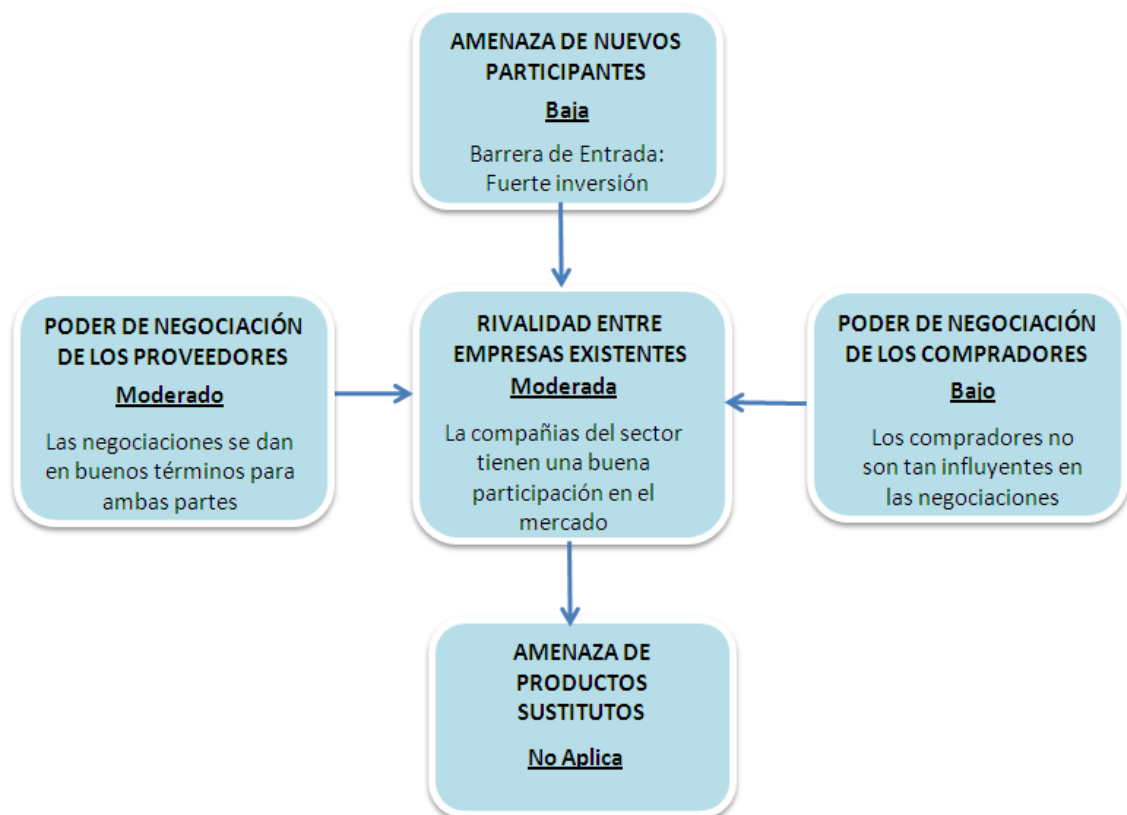 AMENAZA DE NUEVOS
PARTICIPANTES
Baja
Barrera de Entrada:
Fuerte inversión
PODER DE NEGOCIACIÓN
DE LOS PROVEEDORES
Moderado
Las negociaciones se dan
en buenos términos para
ambas partes
RIVALIDAD ENTRE
EMPRESAS EXISTENTES
Moderada
La compañias del sector
tienen una buena
participación en el
mercado
PODER DE NEGOCIACIÓN
DE LOS COMPRADORES
Bajo
Los compradores no
son tan influyentes en
las negociaciones
AMENAZA DE
PRODUCTOS
SUSTITUTOS
No Aplica